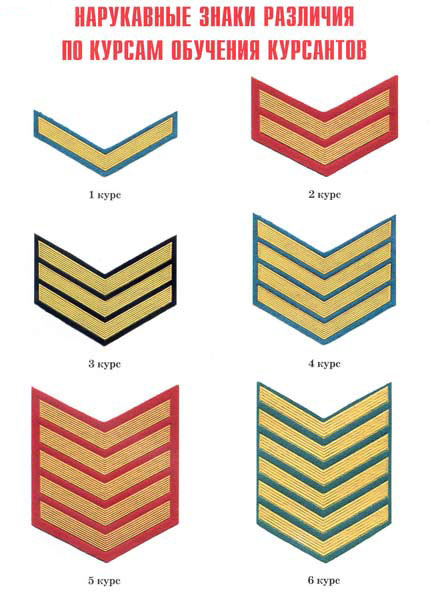 НАРУКАВНЫЕ ЗНАКИ РАЗЛИЧИЯ
ПО КУРСАМ ОБУЧЕНИЯ КУРСАНТОВ
1 курс
2 курс
3 курс
4 курс
5 курс
6 курс